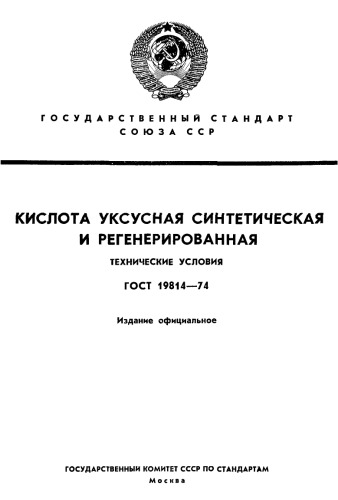 ГОСУДАРСТВЕННЫЙ СТАНДАРТ
СОЮЗА ССР
КИСЛОТА УКСУСНАЯ СИНТЕТИЧЕСКАЯ
И РЕГЕНЕРИРОВАННАЯ
ТЕХНИЧЕСКИЕ УСЛОВИЯ
ГОСТ 19814—74
Издание официальное
ГОСУДАРСТВЕННЫЙ КОМИТЕТ СССР ПО СТАНДАРТАМ
Москва